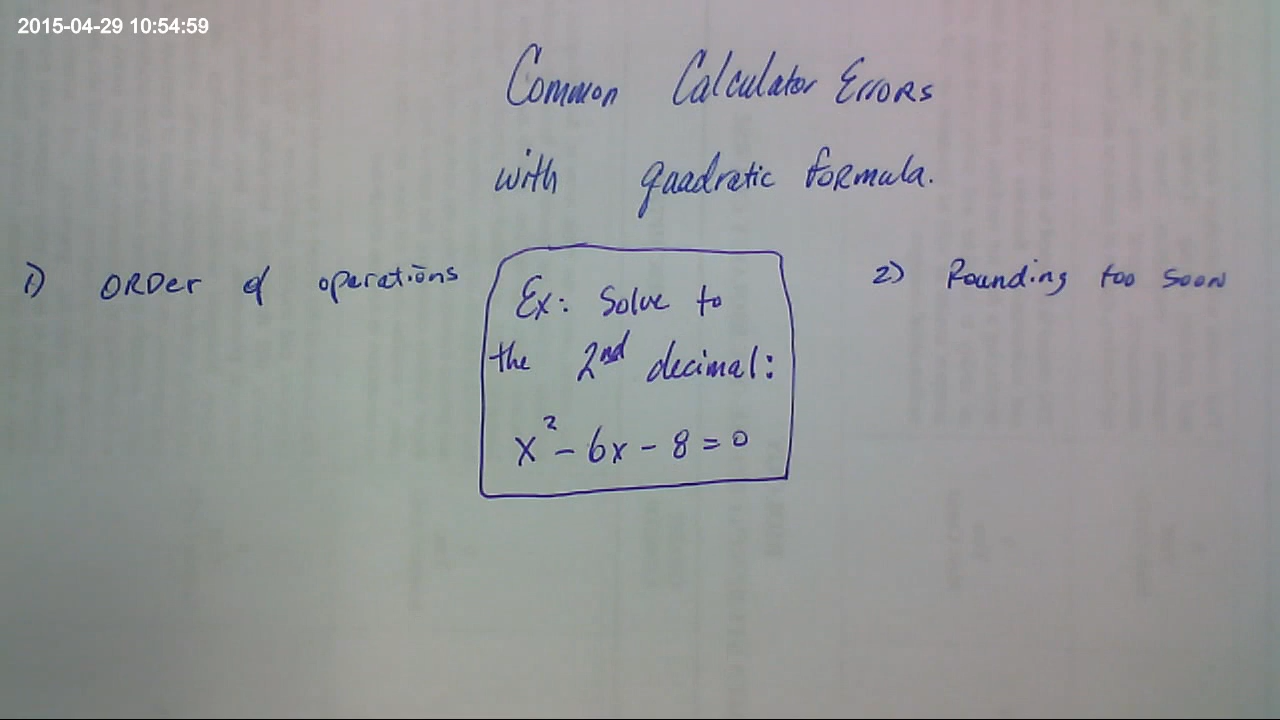 2015-04-29 10:54:59
Common Calculator Errors
with quadratic formula.
1) Order of operations
Ex: Solve to
the 2nd decimal:
x² - 6x - 8 = 0
2) Rounding too soon